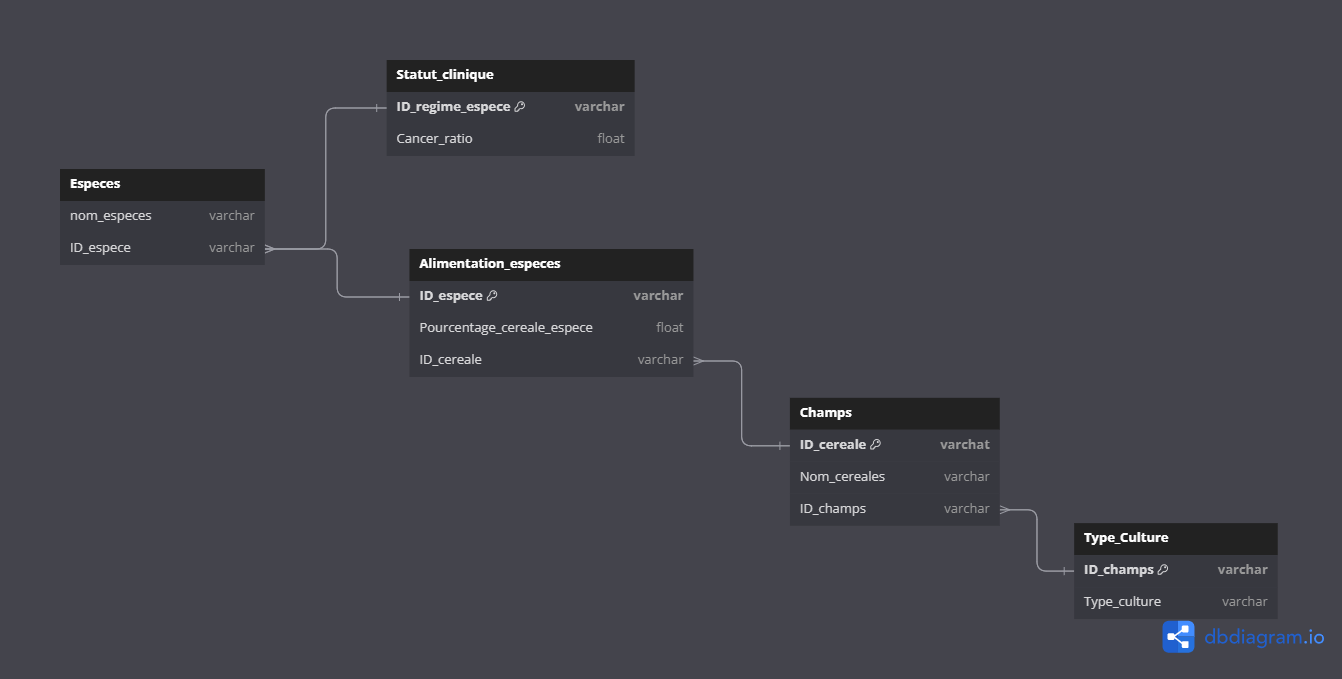 Statut_clinique
ID_regime_espece varchar
Cancer_ratio float
Especes
nom_especes varchar
ID_espece varchar
Alimentation_especes
ID_espece varchar
Pourcentage_cereale_espece float
ID_cereale varchar
Champs
ID_cereale varchat
Nom_cereales varchar
ID_champs varchar
Type_Culture
ID_champs varchar
Type_culture varchar
dbdiagram.io